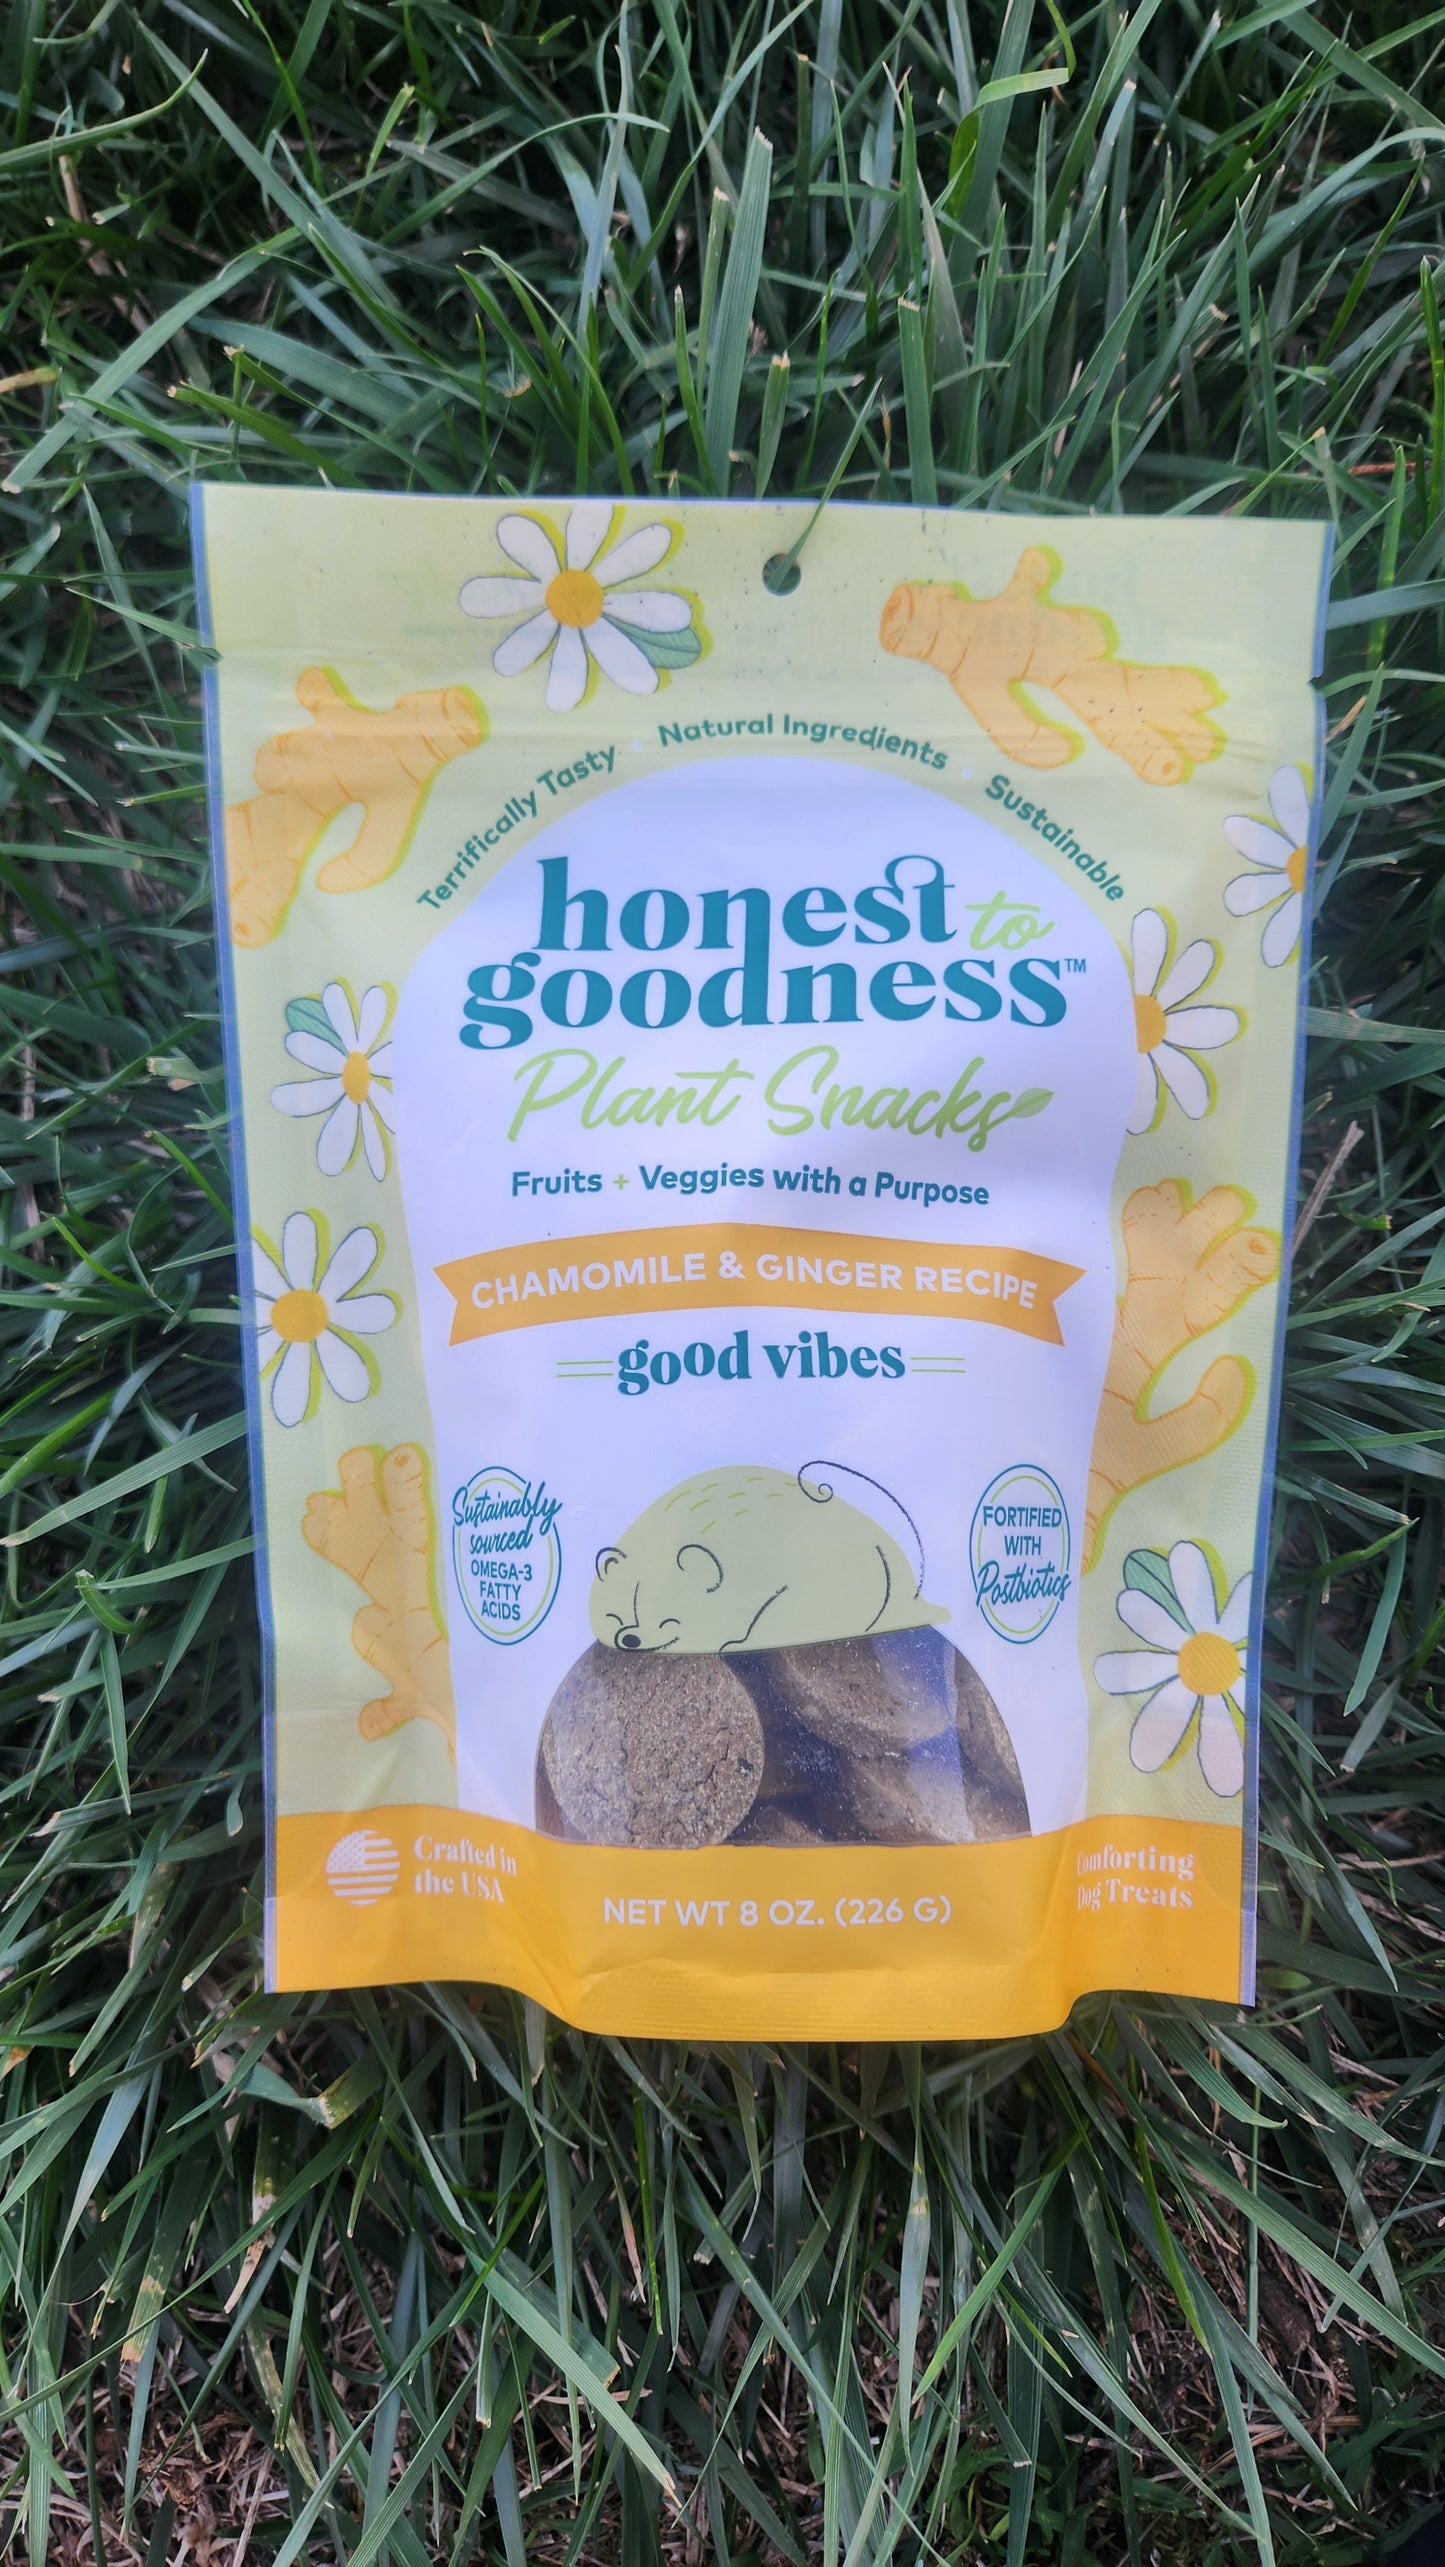 Terrifically Tasty Natural Ingredients Sustainable
honest to
goodness™
Plant Snacks
Fruits + Veggies with a Purpose
CHAMOMILE & GINGER RECIPE
good vibes
Sustainably
sourced
OMEGA-3
FATTY
ACIDS
FORTIFIED
WITH
Postbiotics
Crafted in
the USA
NET WT 8 OZ. (226 G)
Comforting
Dog Treats